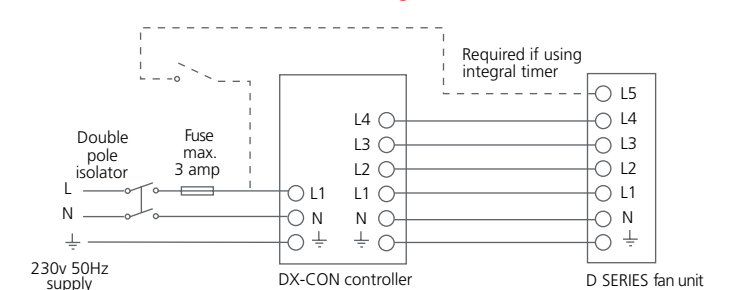 Required if using
integral timer
L5
L4
L4
Double
pole
isolator
Fuse
max.
3 amp
L3
L3
L2
L2
L
L1
L1
L1
N
N
N
N
230v 50Hz
supply
DX-CON controller
D SERIES fan unit